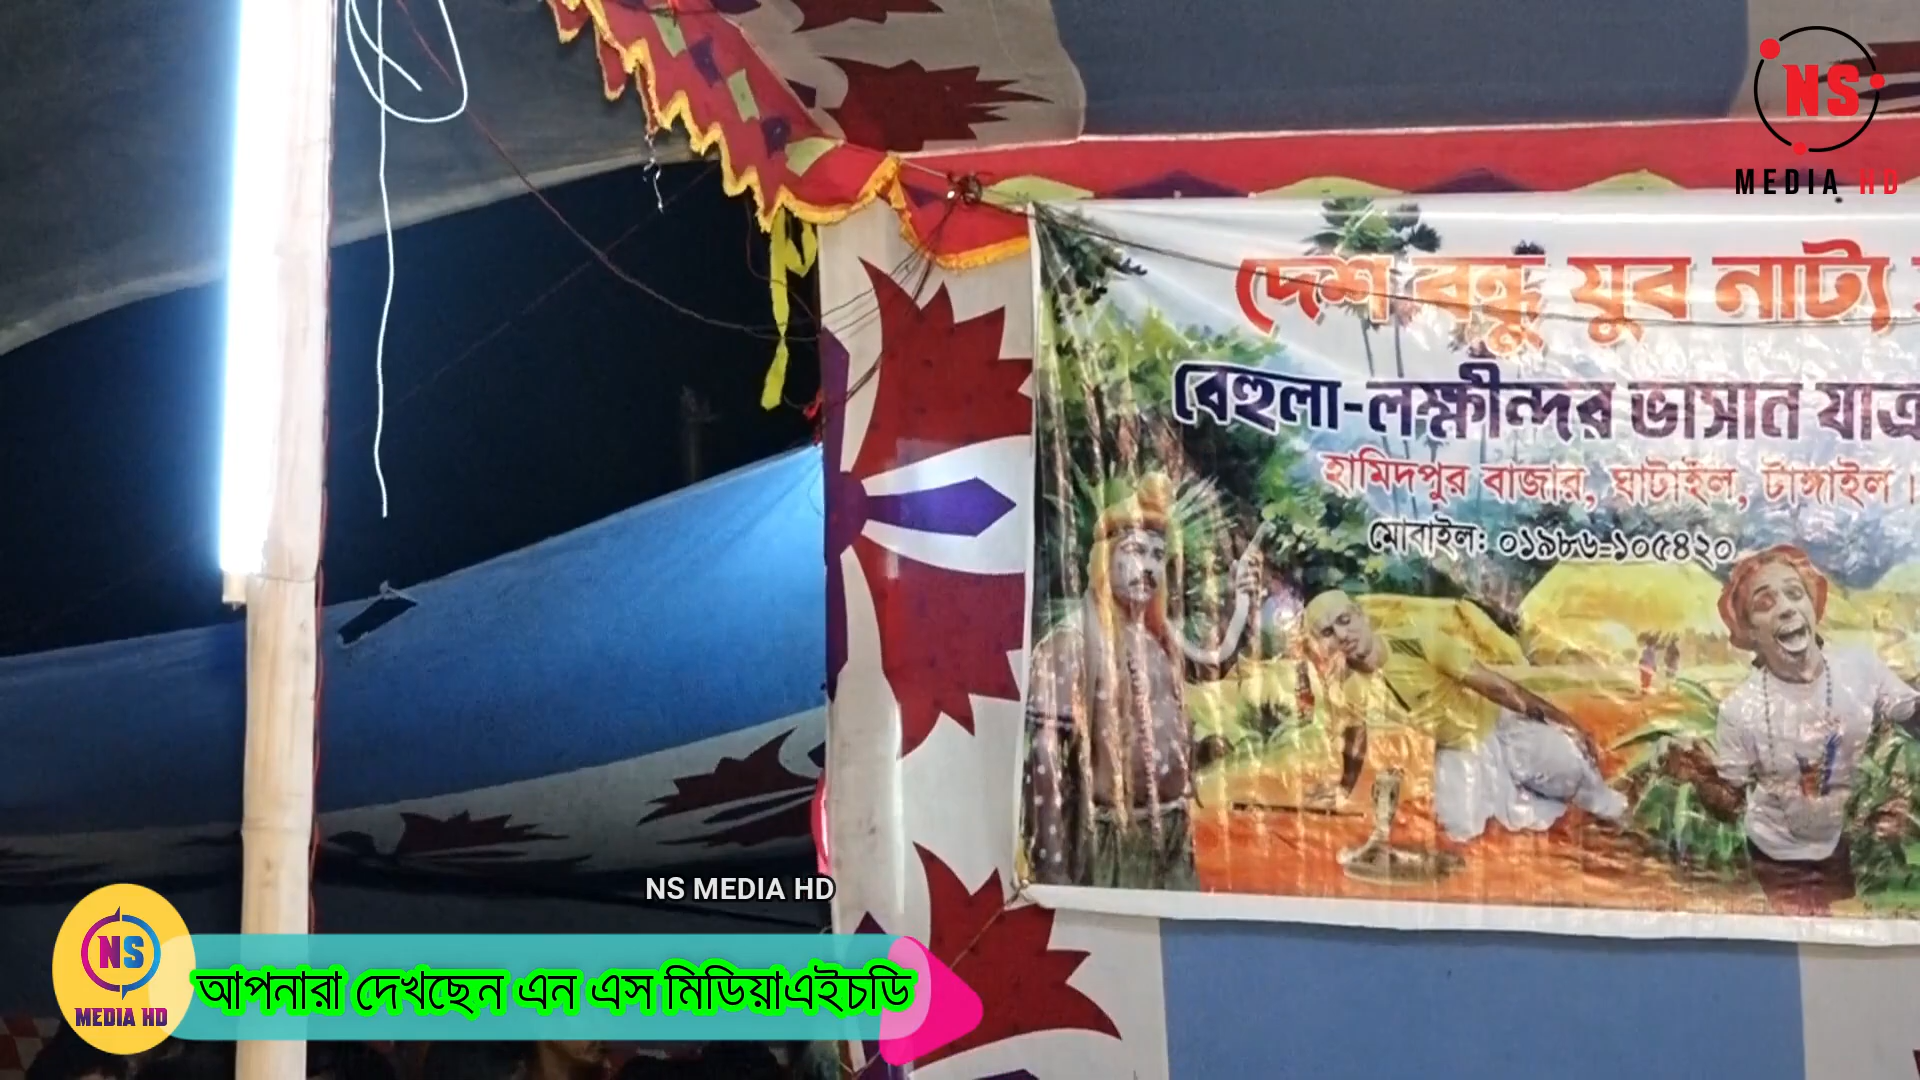 NS
MEDIA HD
দেশ বন্ধু যুব নাট্য
বেহুলা-লক্ষীন্দর ভাসান যাত্রা
হামিদপুর বাজার, ঘাটাইল, টাঙ্গাইল।
মোবাইল: ০১৯৮৬-১০৫৪২০
NS MEDIA HD
NS
MEDIA HD
আপনারা দেখছেন এন এস মিডিয়াএইচডি